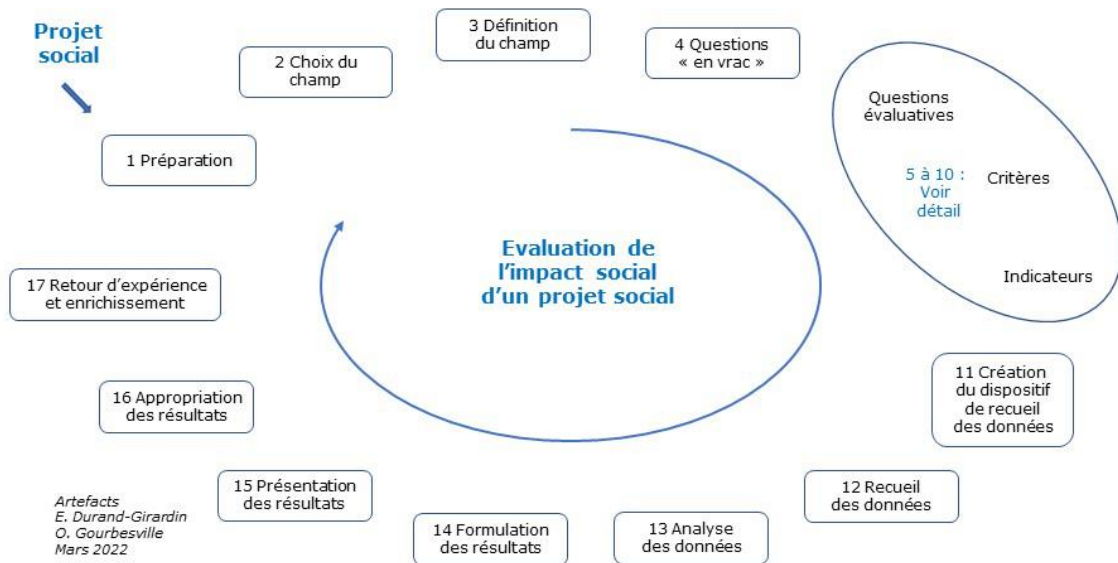 Projet
social
1 Préparation
2 Choix du
champ
3 Définition
du champ
4 Questions
« en vrac »
Questions
évaluatives
5 à 10 :
Voir
détail
Critères
Indicateurs
11 Création
du dispositif
de recueil
des données
12 Recueil
des données
13 Analyse
des données
14 Formulation
des résultats
15 Présentation
des résultats
16 Appropriation
des résultats
17 Retour d’expérience
et enrichissement
Evaluation de
l’impact social
d’un projet social
Artefacts
E. Durand-Girardin
O. Gourbesville
Mars 2022